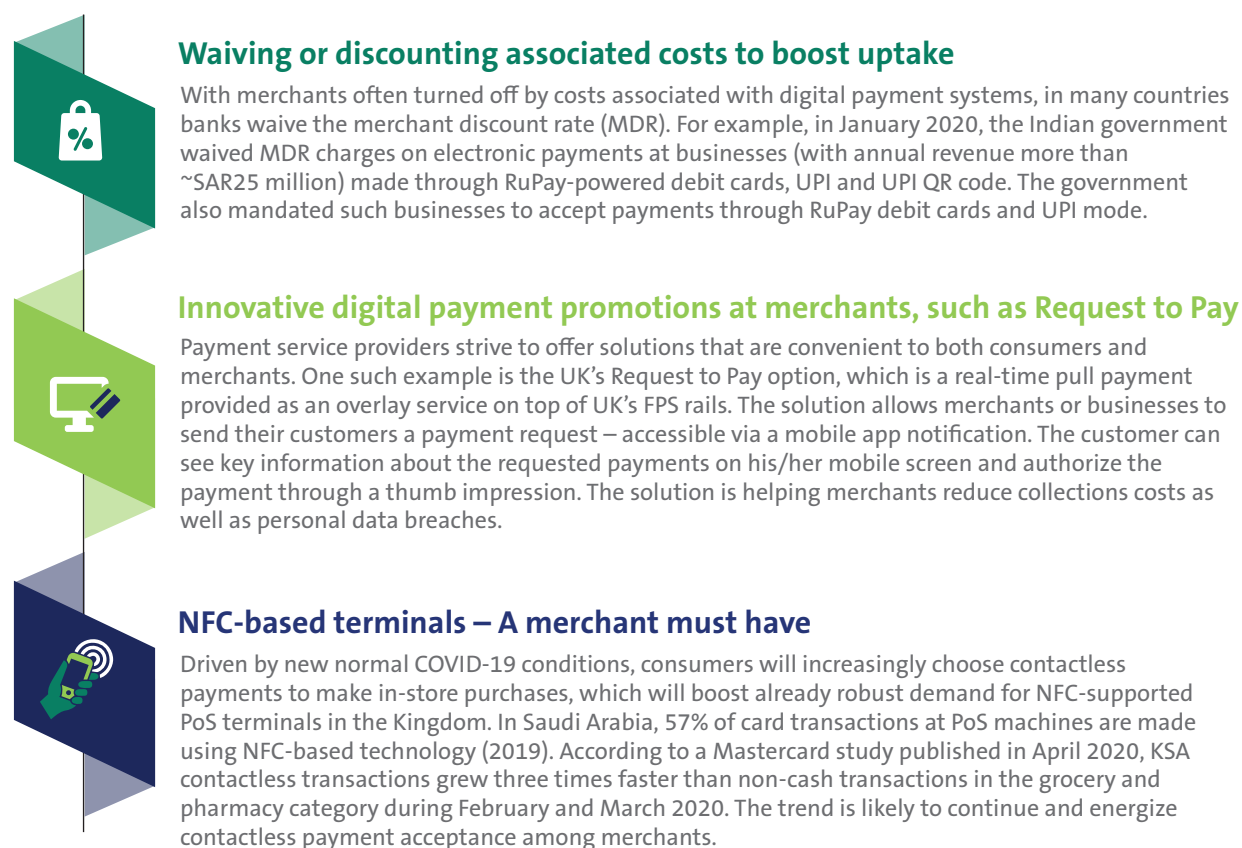 Waiving or discounting associated costs to boost uptake
With merchants often turned off by costs associated with digital payment systems, in many countries
banks waive the merchant discount rate (MDR). For example, in January 2020, the Indian government
waived MDR charges on electronic payments at businesses (with annual revenue more than
~SAR25 million) made through RuPay-powered debit cards, UPI and UPI QR code. The government
also mandated such businesses to accept payments through RuPay debit cards and UPI mode.
%
Innovative digital payment promotions at merchants, such as Request to Pay
Payment service providers strive to offer solutions that are convenient to both consumers and
merchants. One such example is the UK’s Request to Pay option, which is a real-time pull payment
provided as an overlay service on top of UK’s FPS rails. The solution allows merchants or businesses to
send their customers a payment request – accessible via a mobile app notification. The customer can
see key information about the requested payments on his/her mobile screen and authorize the
payment through a thumb impression. The solution is helping merchants reduce collections costs as
well as personal data breaches.
NFC-based terminals – A merchant must have
Driven by new normal COVID-19 conditions, consumers will increasingly choose contactless
payments to make in-store purchases, which will boost already robust demand for NFC-supported
PoS terminals in the Kingdom. In Saudi Arabia, 57% of card transactions at PoS machines are made
using NFC-based technology (2019). According to a Mastercard study published in April 2020, KSA
contactless transactions grew three times faster than non-cash transactions in the grocery and
pharmacy category during February and March 2020. The trend is likely to continue and energize
contactless payment acceptance among merchants.